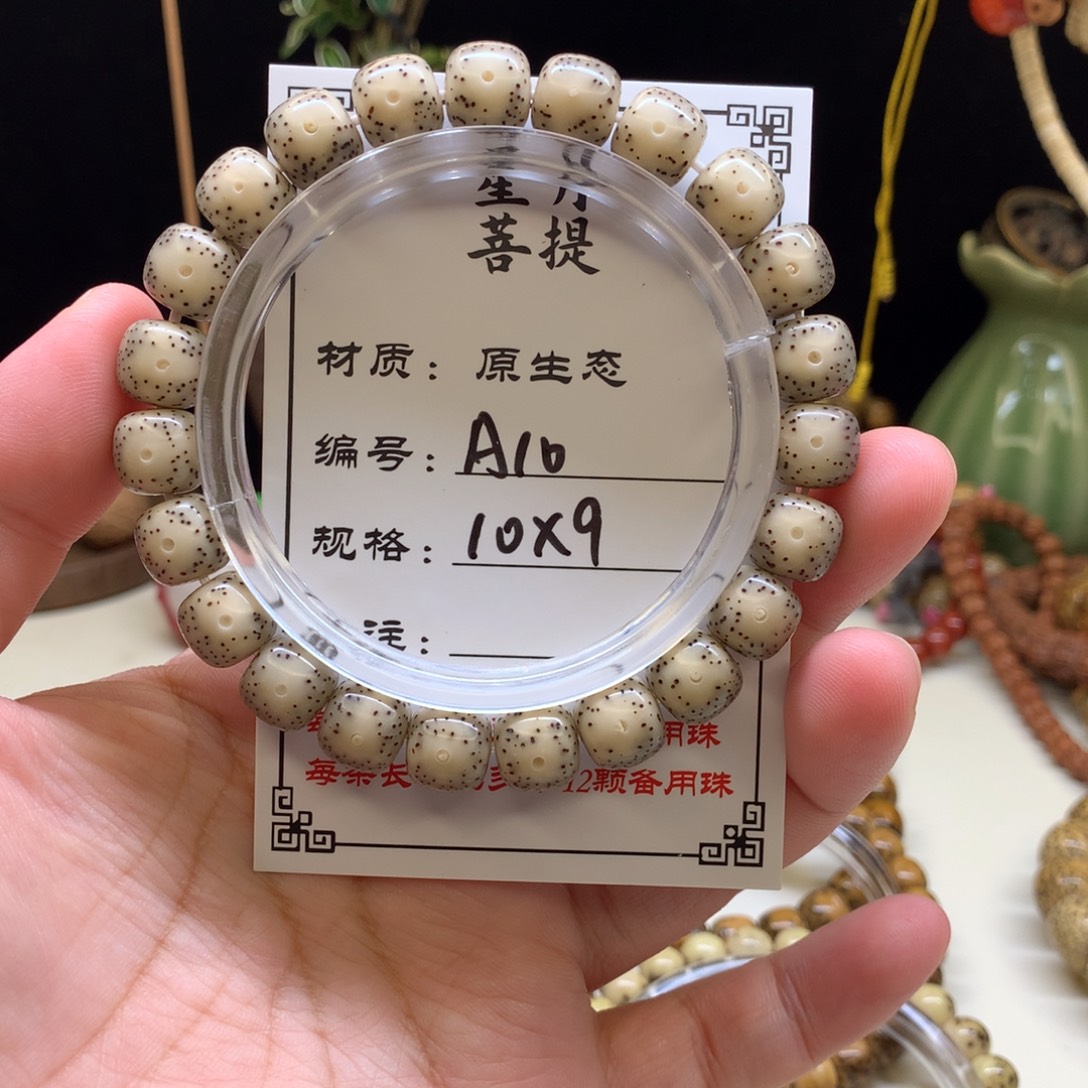 菩提
材质：原生态
编号：A10
规格：10X9
注：
每 用珠
每条长 12颗备用珠